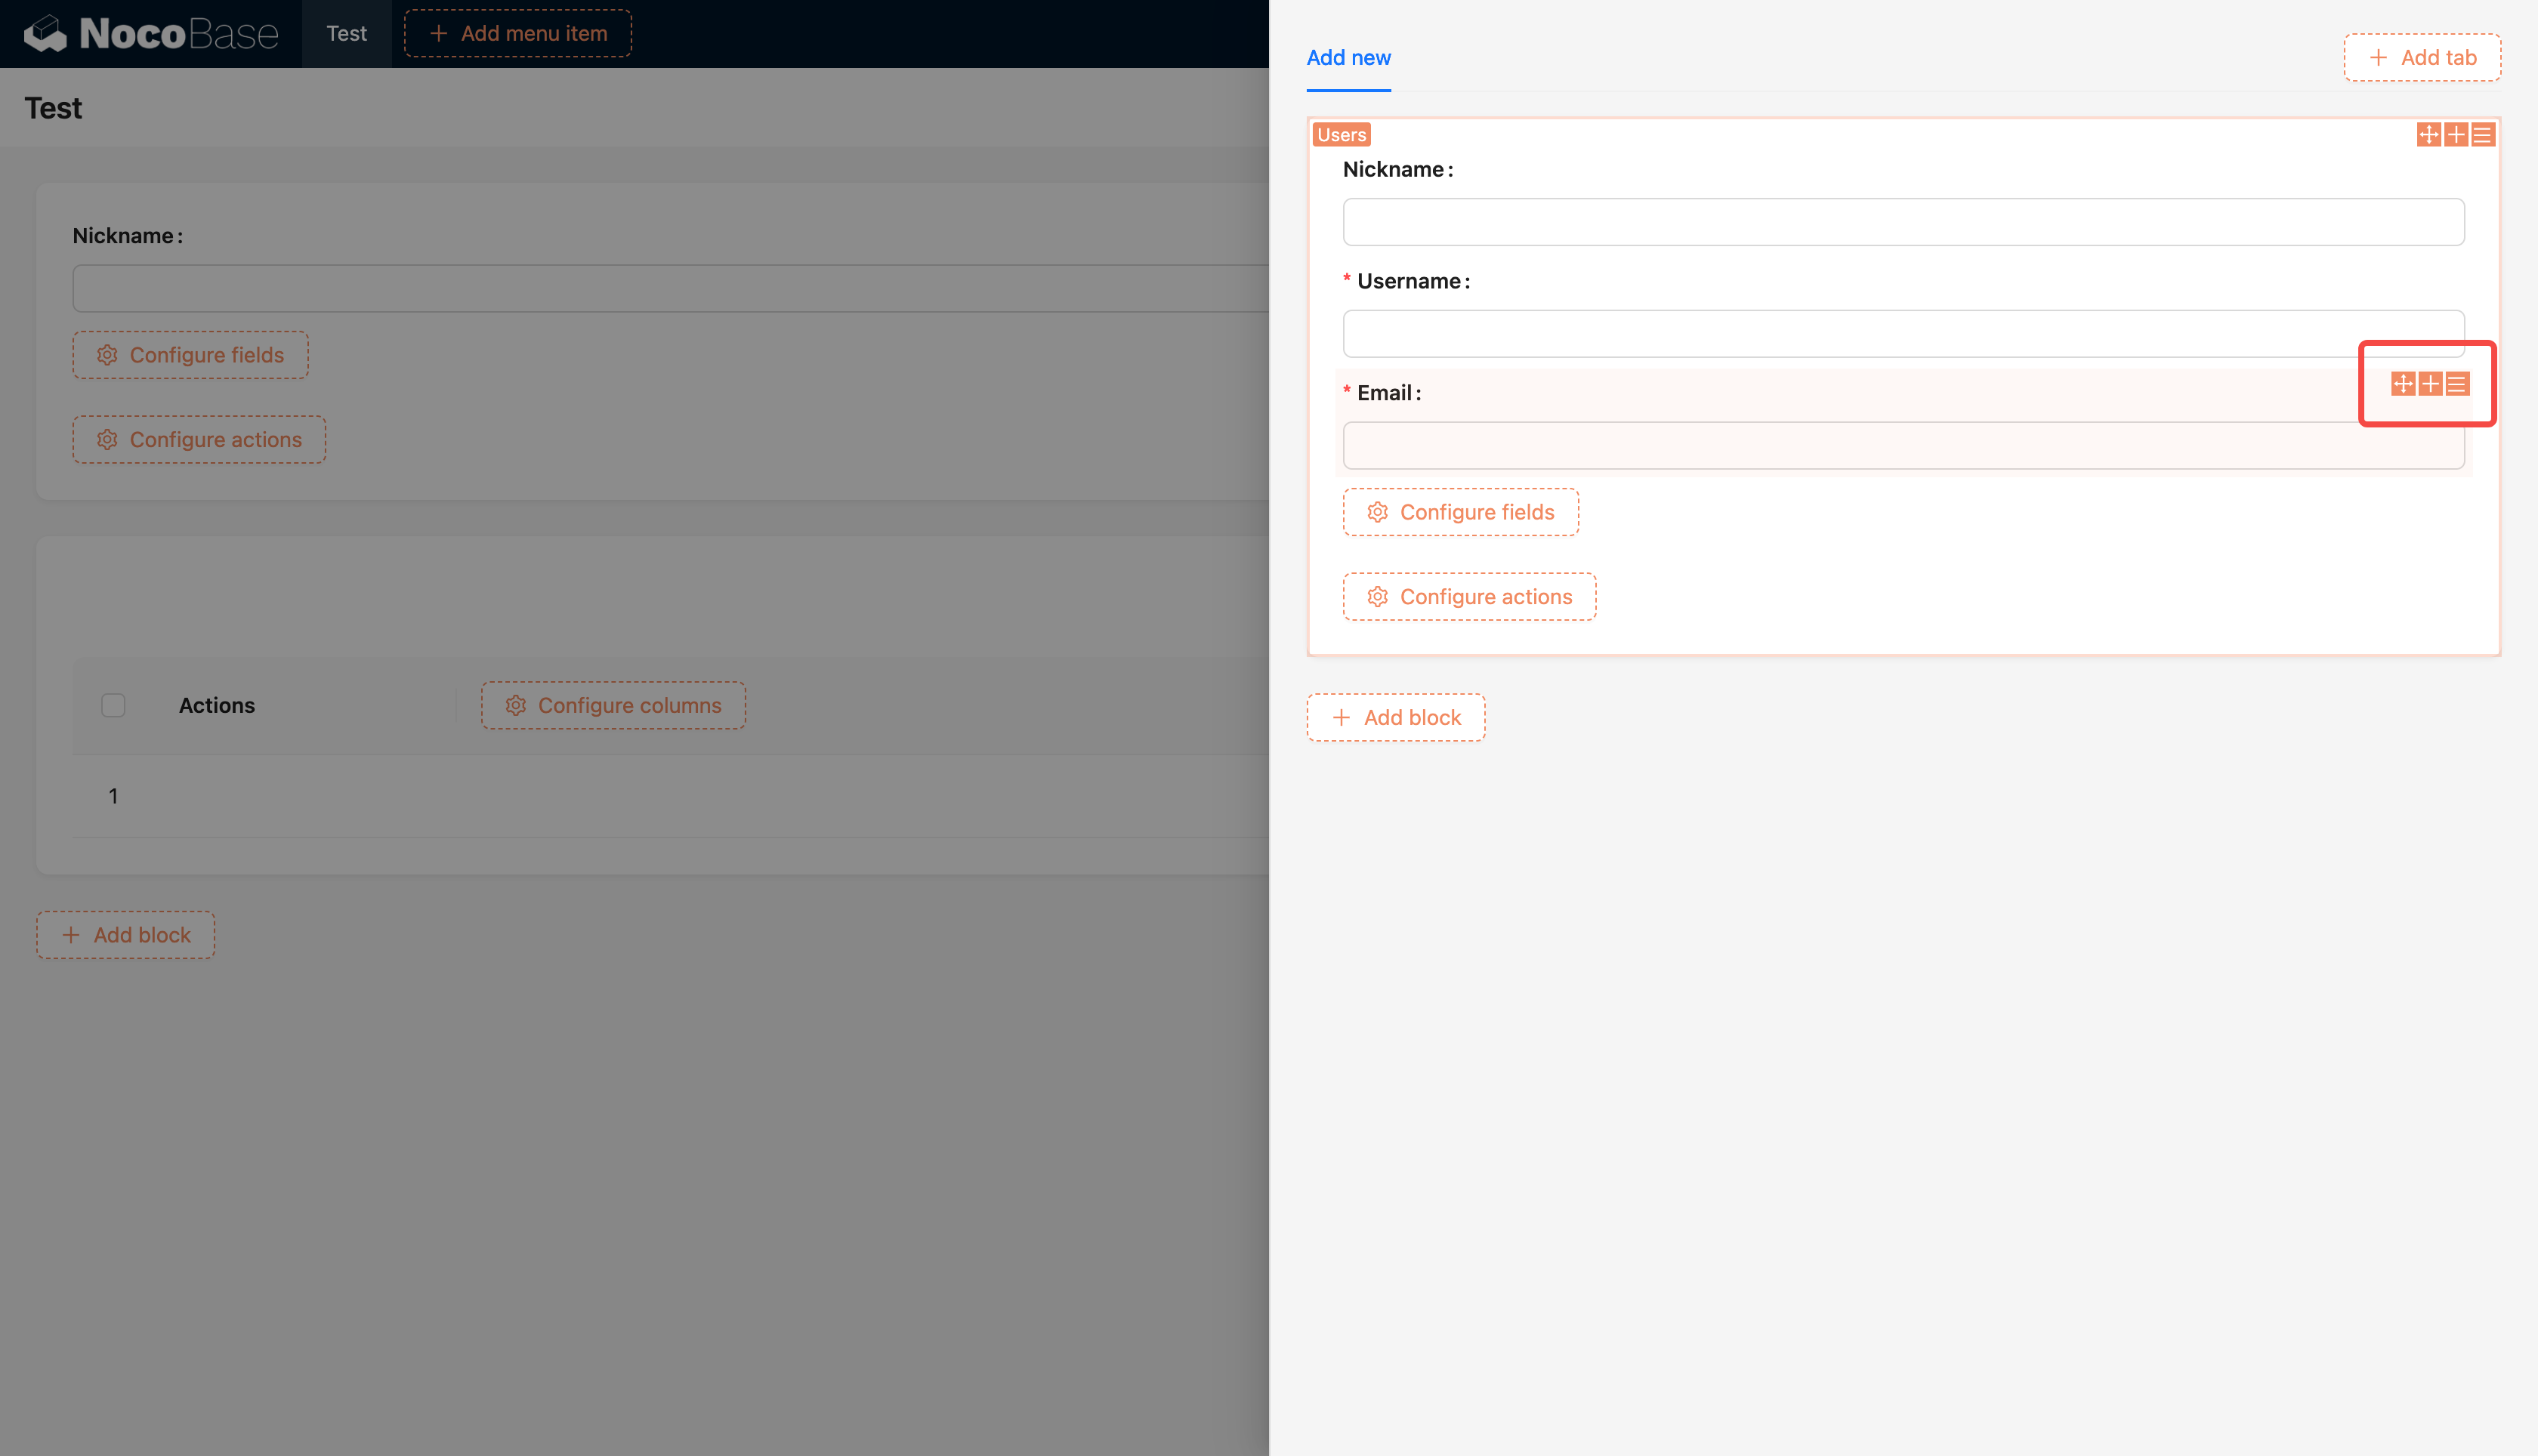 NocoBase
Test
Add menu item
Test
Nickname :
Configure fields
Configure actions
Actions
Configure columns
1
Add block
Add new
Add tab
Users
Nickname :
* Username :
* Email :
Configure fields
Configure actions
Add block